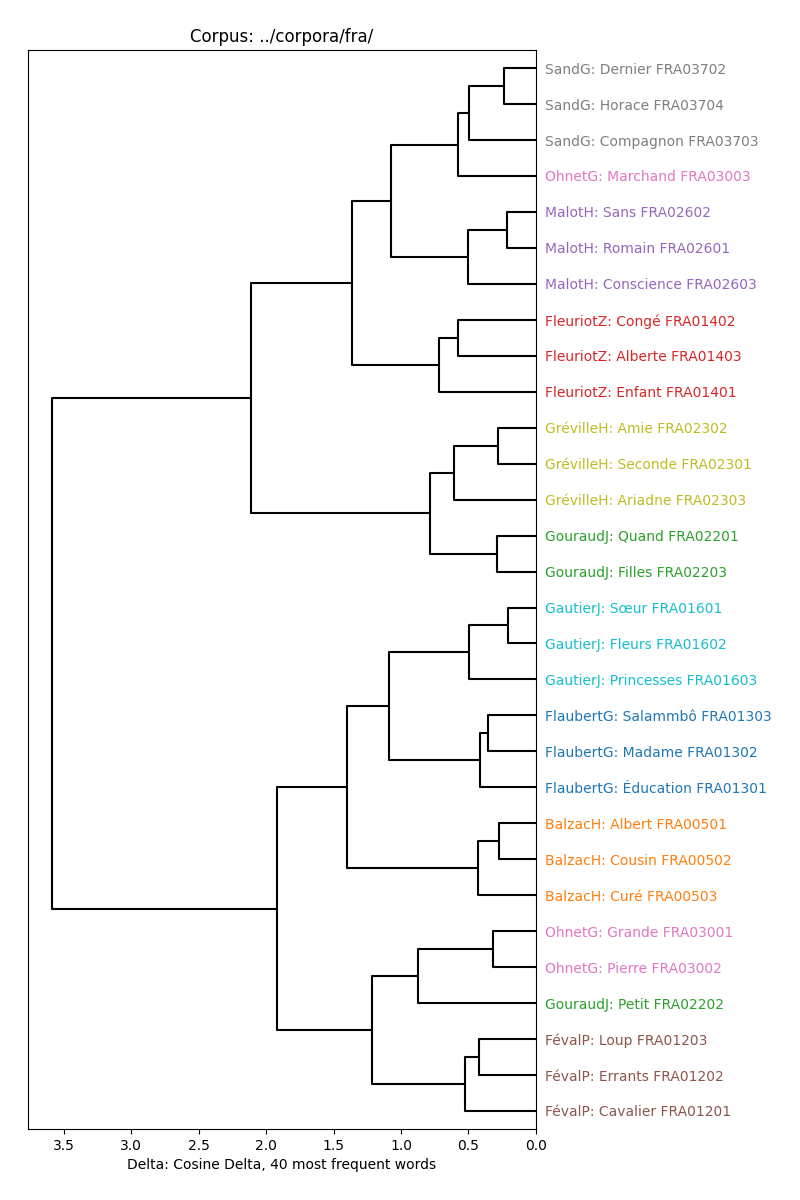 Corpus: ../corpora/fra/
SandG: Dernier FRA03702
SandG: Horace FRA03704
SandG: Compagnon FRA03703
OhnetG: Marchand FRA03003
MalotH: Sans FRA02602
MalotH: Romain FRA02601
MalotH: Conscience FRA02603
FleuriotZ: Congé FRA01402
FleuriotZ: Alberte FRA01403
FleuriotZ: Enfant FRA01401
GrévilleH: Amie FRA02302
GrévilleH: Seconde FRA02301
GrévilleH: Ariadne FRA02303
GouraudJ: Quand FRA02201
GouraudJ: Filles FRA02203
GautierJ: Sœur FRA01601
GautierJ: Fleurs FRA01602
GautierJ: Princesses FRA01603
FlaubertG: Salammbô FRA01303
FlaubertG: Madame FRA01302
FlaubertG: Éducation FRA01301
BalzacH: Albert FRA00501
BalzacH: Cousin FRA00502
BalzacH: Curé FRA00503
OhnetG: Grande FRA03001
OhnetG: Pierre FRA03002
GouraudJ: Petit FRA02202
FévalP: Loup FRA01203
FévalP: Errants FRA01202
FévalP: Cavalier FRA01201
3.5 3.0 2.5 2.0 1.5 1.0 0.5 0.0
Delta: Cosine Delta, 40 most frequent words